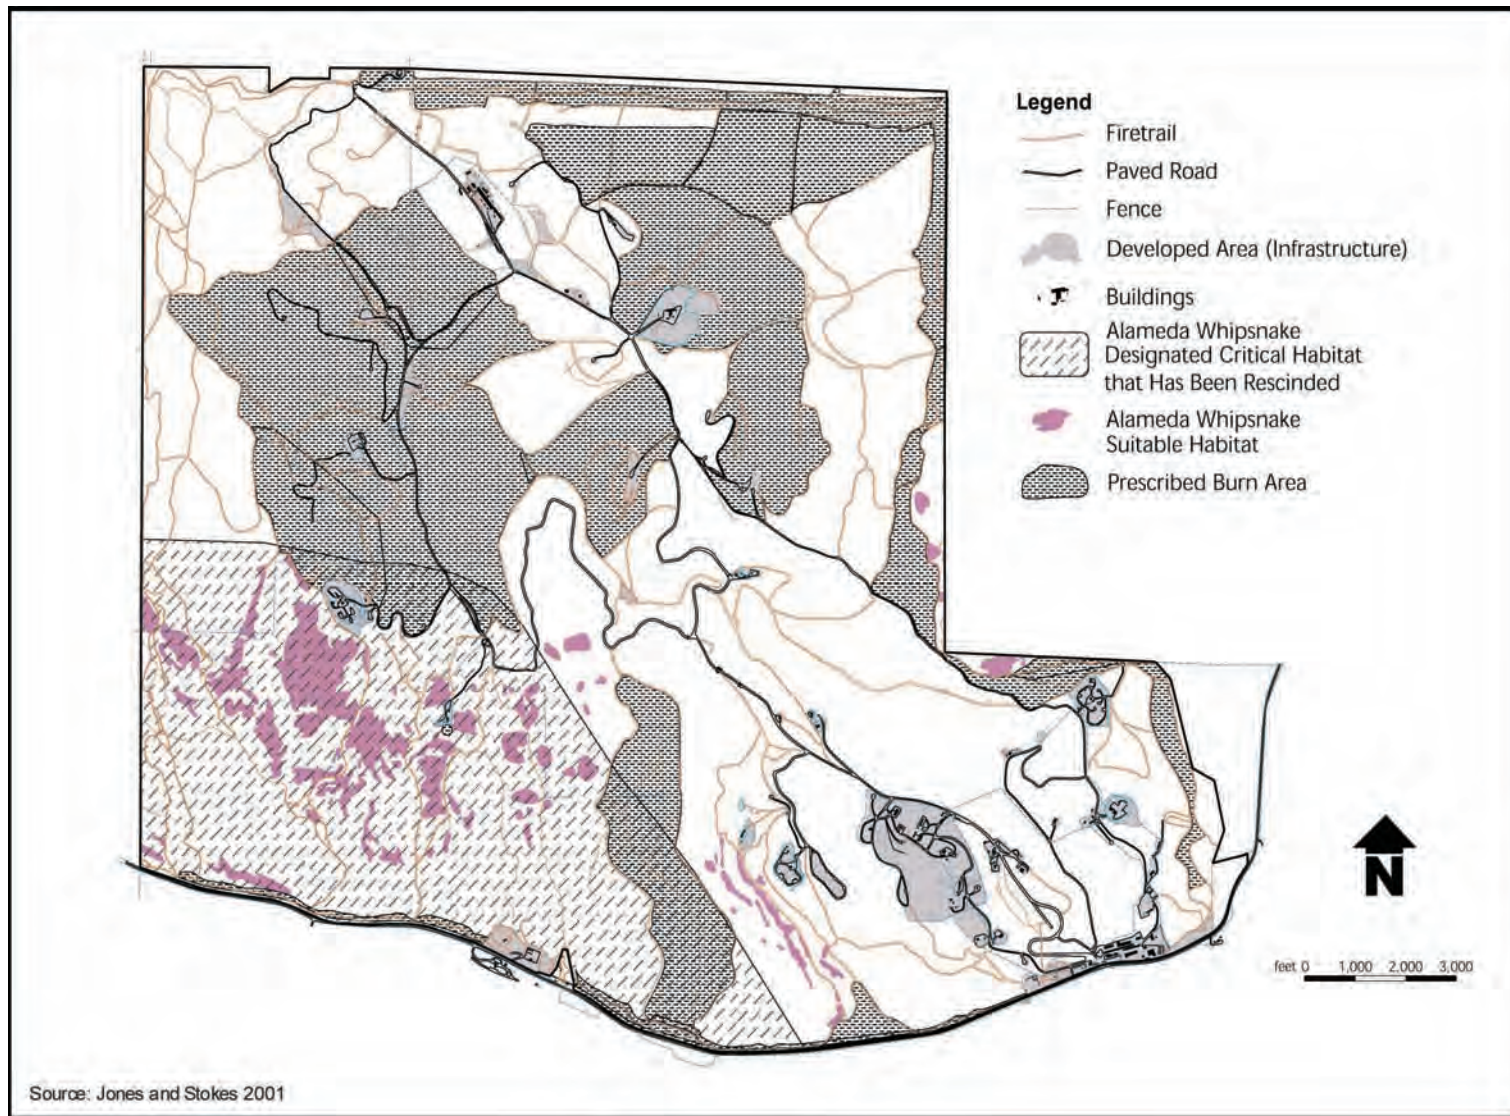 Legend
Firetrail
Paved Road
Fence
Developed Area (Infrastructure)
Buildings
Alameda Whipsnake
Designated Critical Habitat
that Has Been Rescinded
Alameda Whipsnake
Suitable Habitat
Prescribed Burn Area
N
feet 0 1,000 2,000 3,000
Source: Jones and Stokes 2001